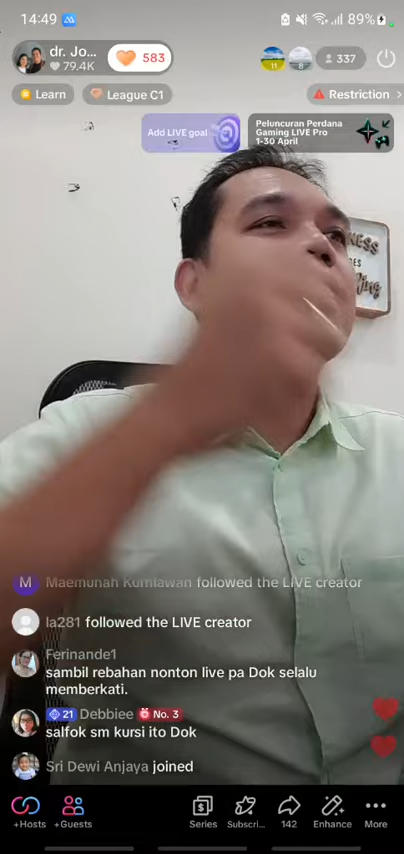 14:49
89%
dr. Jo...
79.4K
583
11
8
337
Learn
League C1
Restriction
Add LIVE goal
Peluncuran Perdana
Gaming LIVE Pro
1-30 April
Maemunah Kurniawan followed the LIVE creator
la281 followed the LIVE creator
Ferinande1
sambil rebahan nonton live pa Dok selalu
memberkati.
21 Debbiee No. 3
salfok sm kursi ito Dok
Sri Dewi Anjaya joined
+Hosts
+Guests
Series
Subscri...
142
Enhance
More